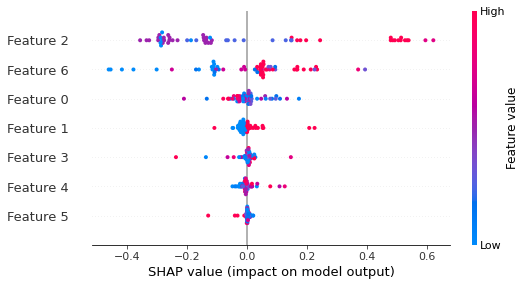 High
Feature 2
Feature 6
Feature 0
Feature 1
Feature 3
Feature 4
Feature 5
Feature value
Low
−0.4 −0.2 0.0 0.2 0.4 0.6
SHAP value (impact on model output)